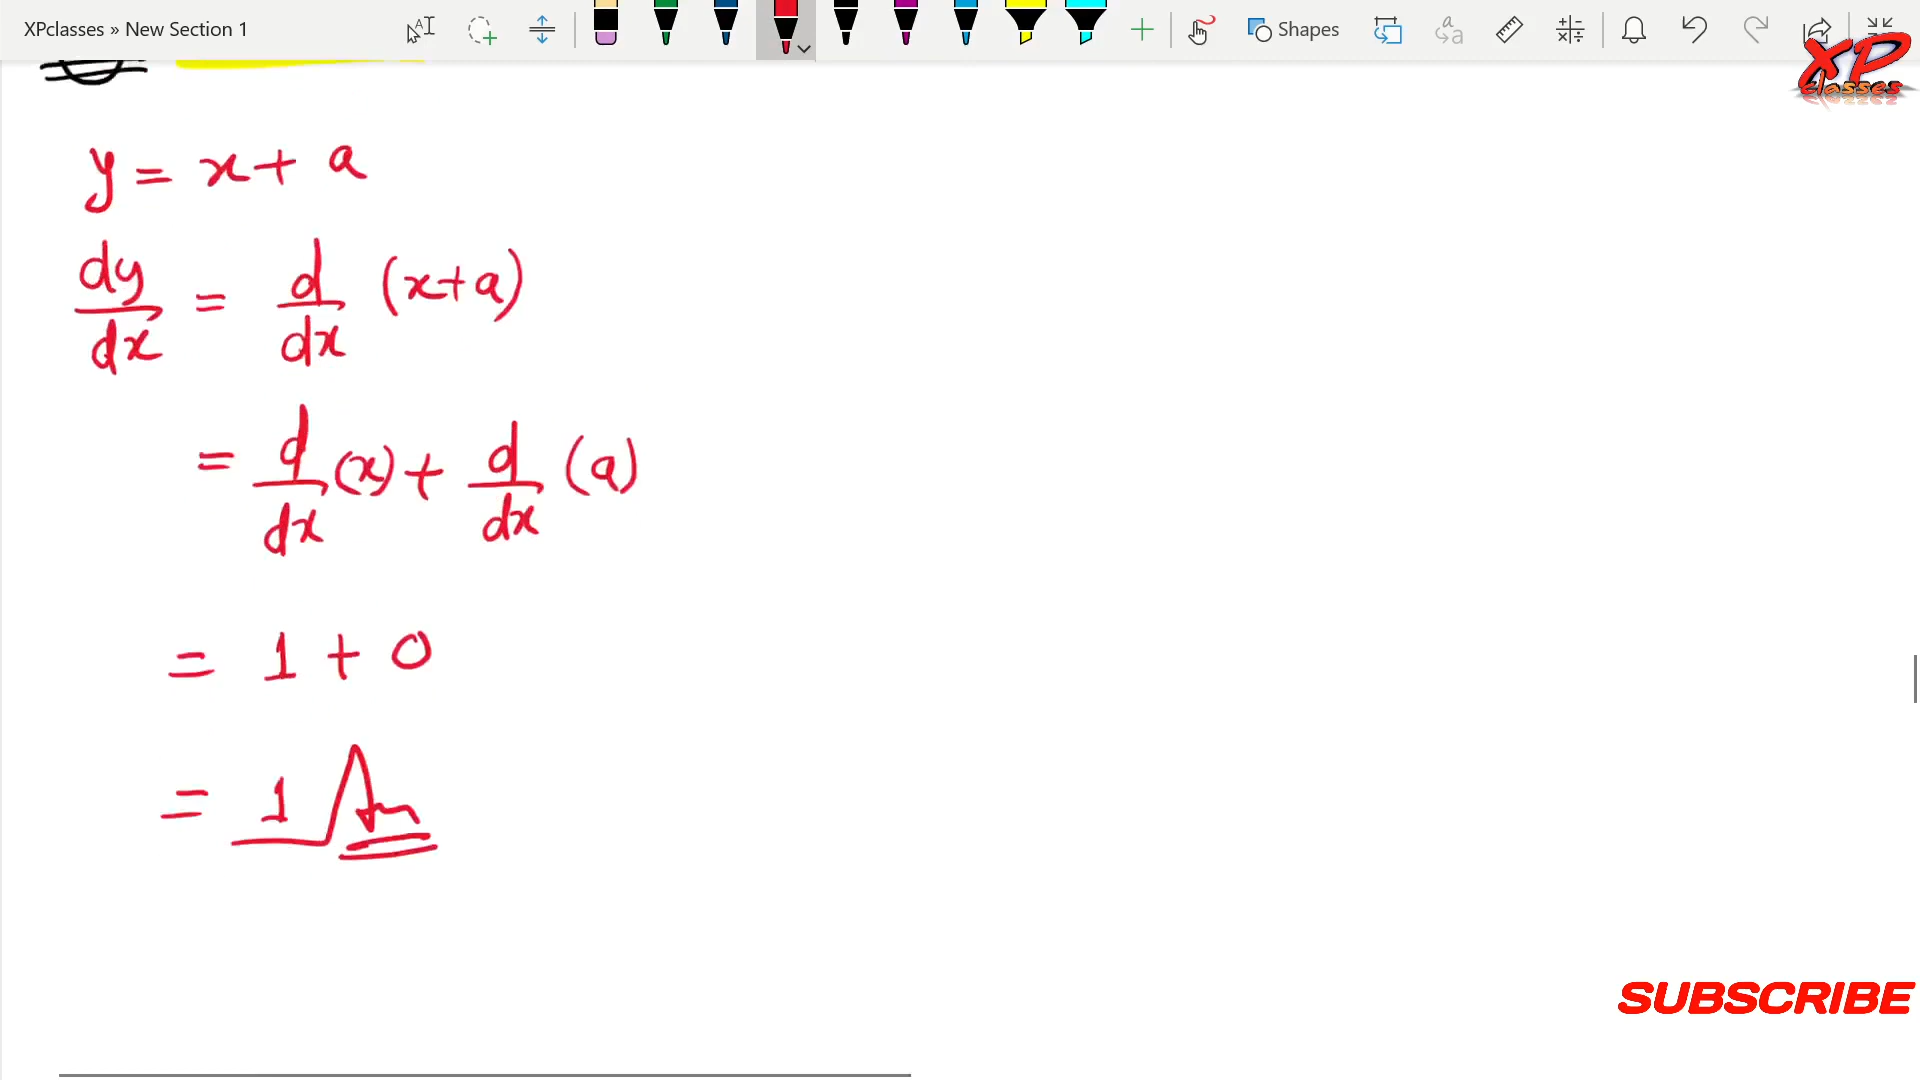 XPclasses » New Section 1
Shapes
XP
classes
y = x + a
dy/dx = d/dx (x+a)
= d/dx (x) + d/dx (a)
= 1 + 0
= 1 Ans
SUBSCRIBE